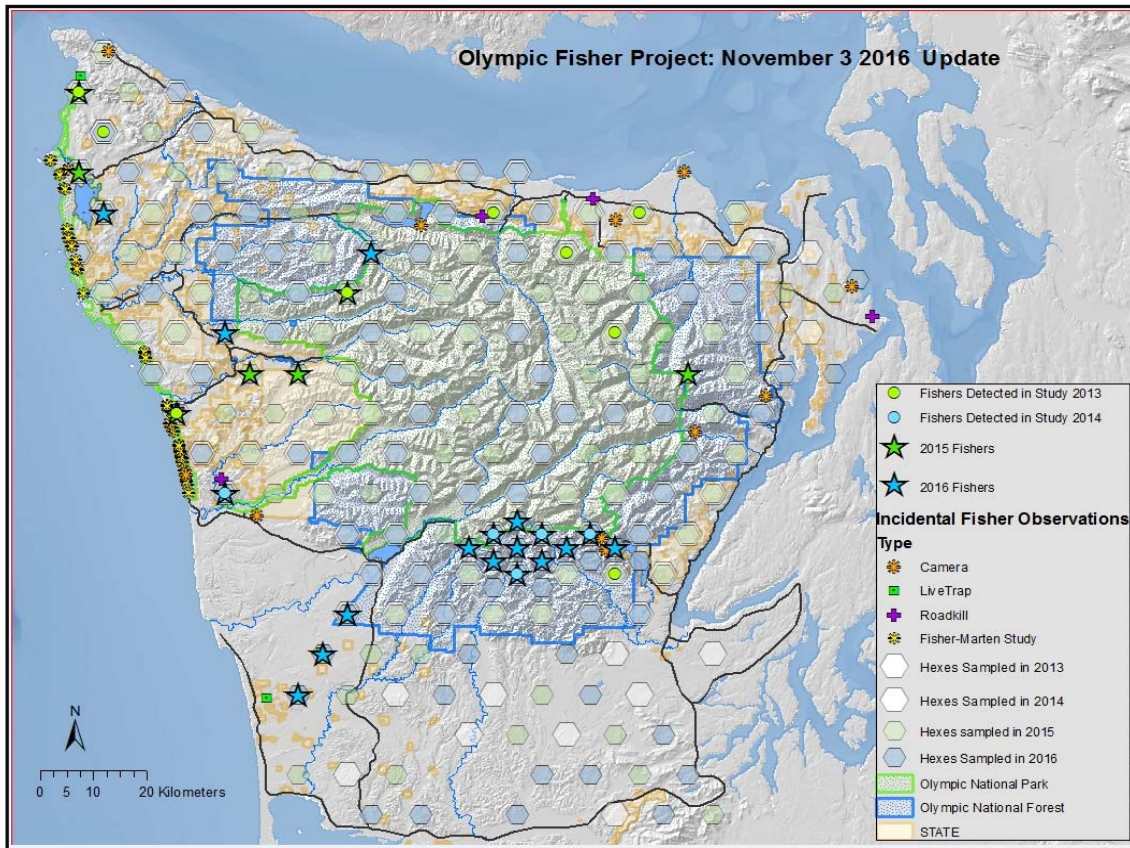 Olympic Fisher Project: November 3 2016 Update
Fishers Detected in Study 2013
Fishers Detected in Study 2014
2015 Fishers
2016 Fishers
Incidental Fisher Observations
Type
Camera
LiveTrap
Roadkill
Fisher-Marten Study
Hexes Sampled in 2013
Hexes Sampled in 2014
Hexes sampled in 2015
Hexes Sampled in 2016
Olympic National Park
Olympic National Forest
STATE
N
0 5 10 20 Kilometers